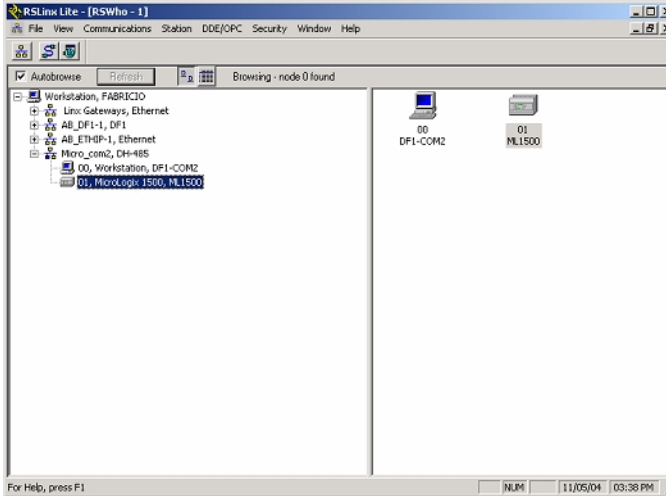 RSLinx Lite - [RSWho - 1]
File View Communications Station DDE/OPC Security Window Help
Autobrowse Refresh Browsing - node 0 found
Workstation, FABRICIO
Linx Gateways, Ethernet
AB_DF1-1, DF1
AB_ETHIP-1, Ethernet
Micro_com2, DH-485
00, Workstation, DF1-COM2
01, MicroLogix 1500, ML1500
00
DF1-COM2
01
ML1500
For Help, press F1 NUM 11/05/04 03:38 PM